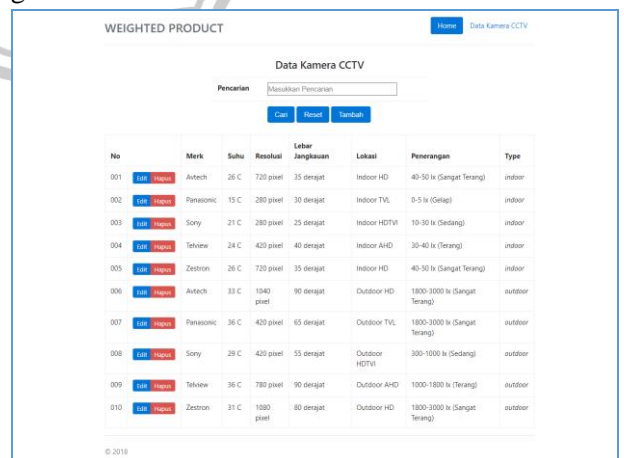 WEIGHTED PRODUCT
Home Data Kamera CCTV
Data Kamera CCTV
Pencarian Masukkan Pencarian
Cari Reset Tambah
No Merk Suhu Resolusi Lebar Jangkauan Lokasi Penerangan Type
001 Edit Hapus Avtech 26 C 720 pixel 35 derajat Indoor HD 40-50 lx (Sangat Terang) indoor
002 Edit Hapus Panasonic 15 C 280 pixel 30 derajat Indoor TVL 0-5 lx (Gelap) indoor
003 Edit Hapus Sony 21 C 280 pixel 25 derajat Indoor HDTVI 10-30 lx (Sedang) indoor
004 Edit Hapus Telview 24 C 420 pixel 40 derajat Indoor AHD 30-40 lx (Terang) indoor
005 Edit Hapus Zestron 26 C 720 pixel 35 derajat Indoor HD 40-50 lx (Sangat Terang) indoor
006 Edit Hapus Avtech 33 C 1040 pixel 90 derajat Outdoor HD 1800-3000 lx (Sangat Terang) outdoor
007 Edit Hapus Panasonic 36 C 420 pixel 65 derajat Outdoor TVL 1800-3000 lx (Sangat Terang) outdoor
008 Edit Hapus Sony 29 C 420 pixel 55 derajat Outdoor HDTVI 300-1000 lx (Sedang) outdoor
009 Edit Hapus Telview 36 C 780 pixel 90 derajat Outdoor AHD 1000-1800 lx (Terang) outdoor
010 Edit Hapus Zestron 31 C 1080 pixel 80 derajat Outdoor HD 1800-3000 lx (Sangat Terang) outdoor
© 2018